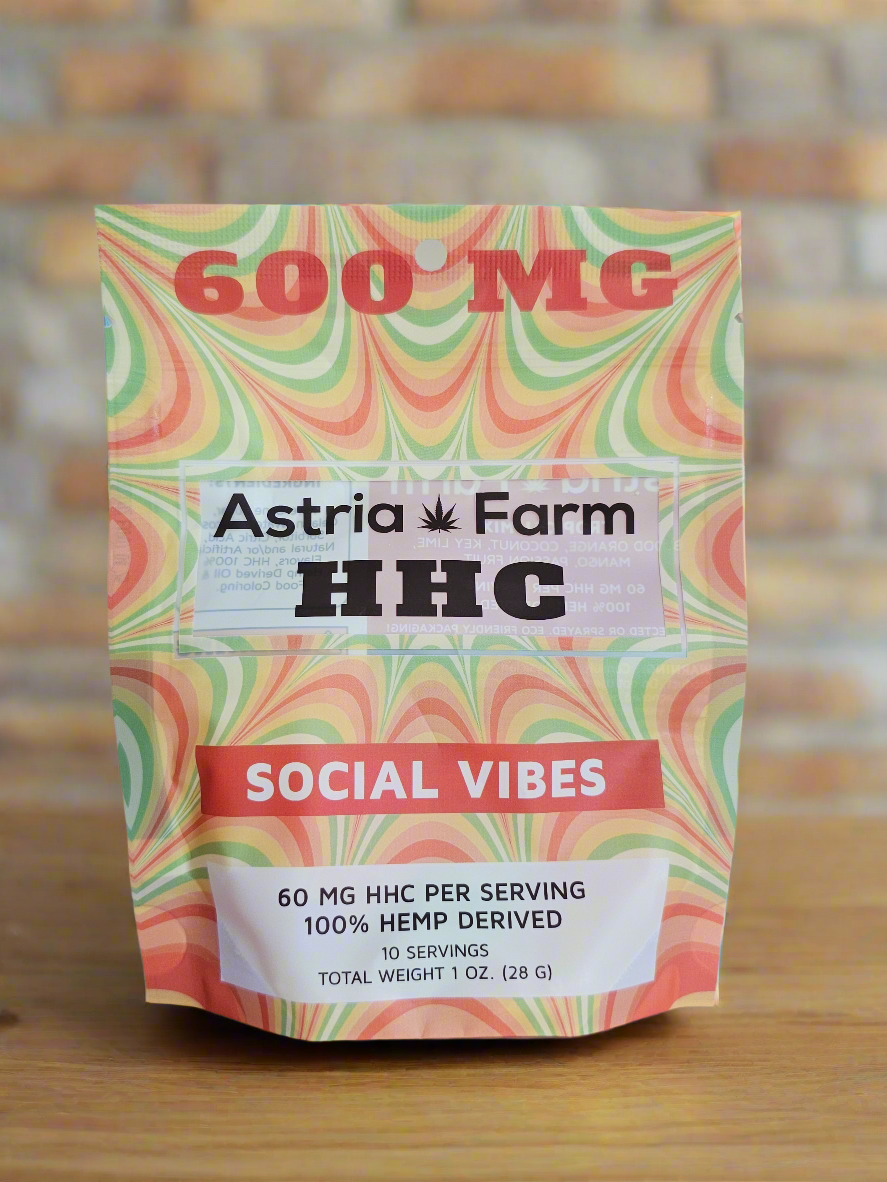 600 MG
Astria Farm
HHC
SOCIAL VIBES
60 MG HHC PER SERVING
100% HEMP DERIVED
10 SERVINGS
TOTAL WEIGHT 1 OZ. (28 G)